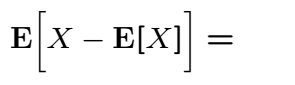 E[X − E[X]] =